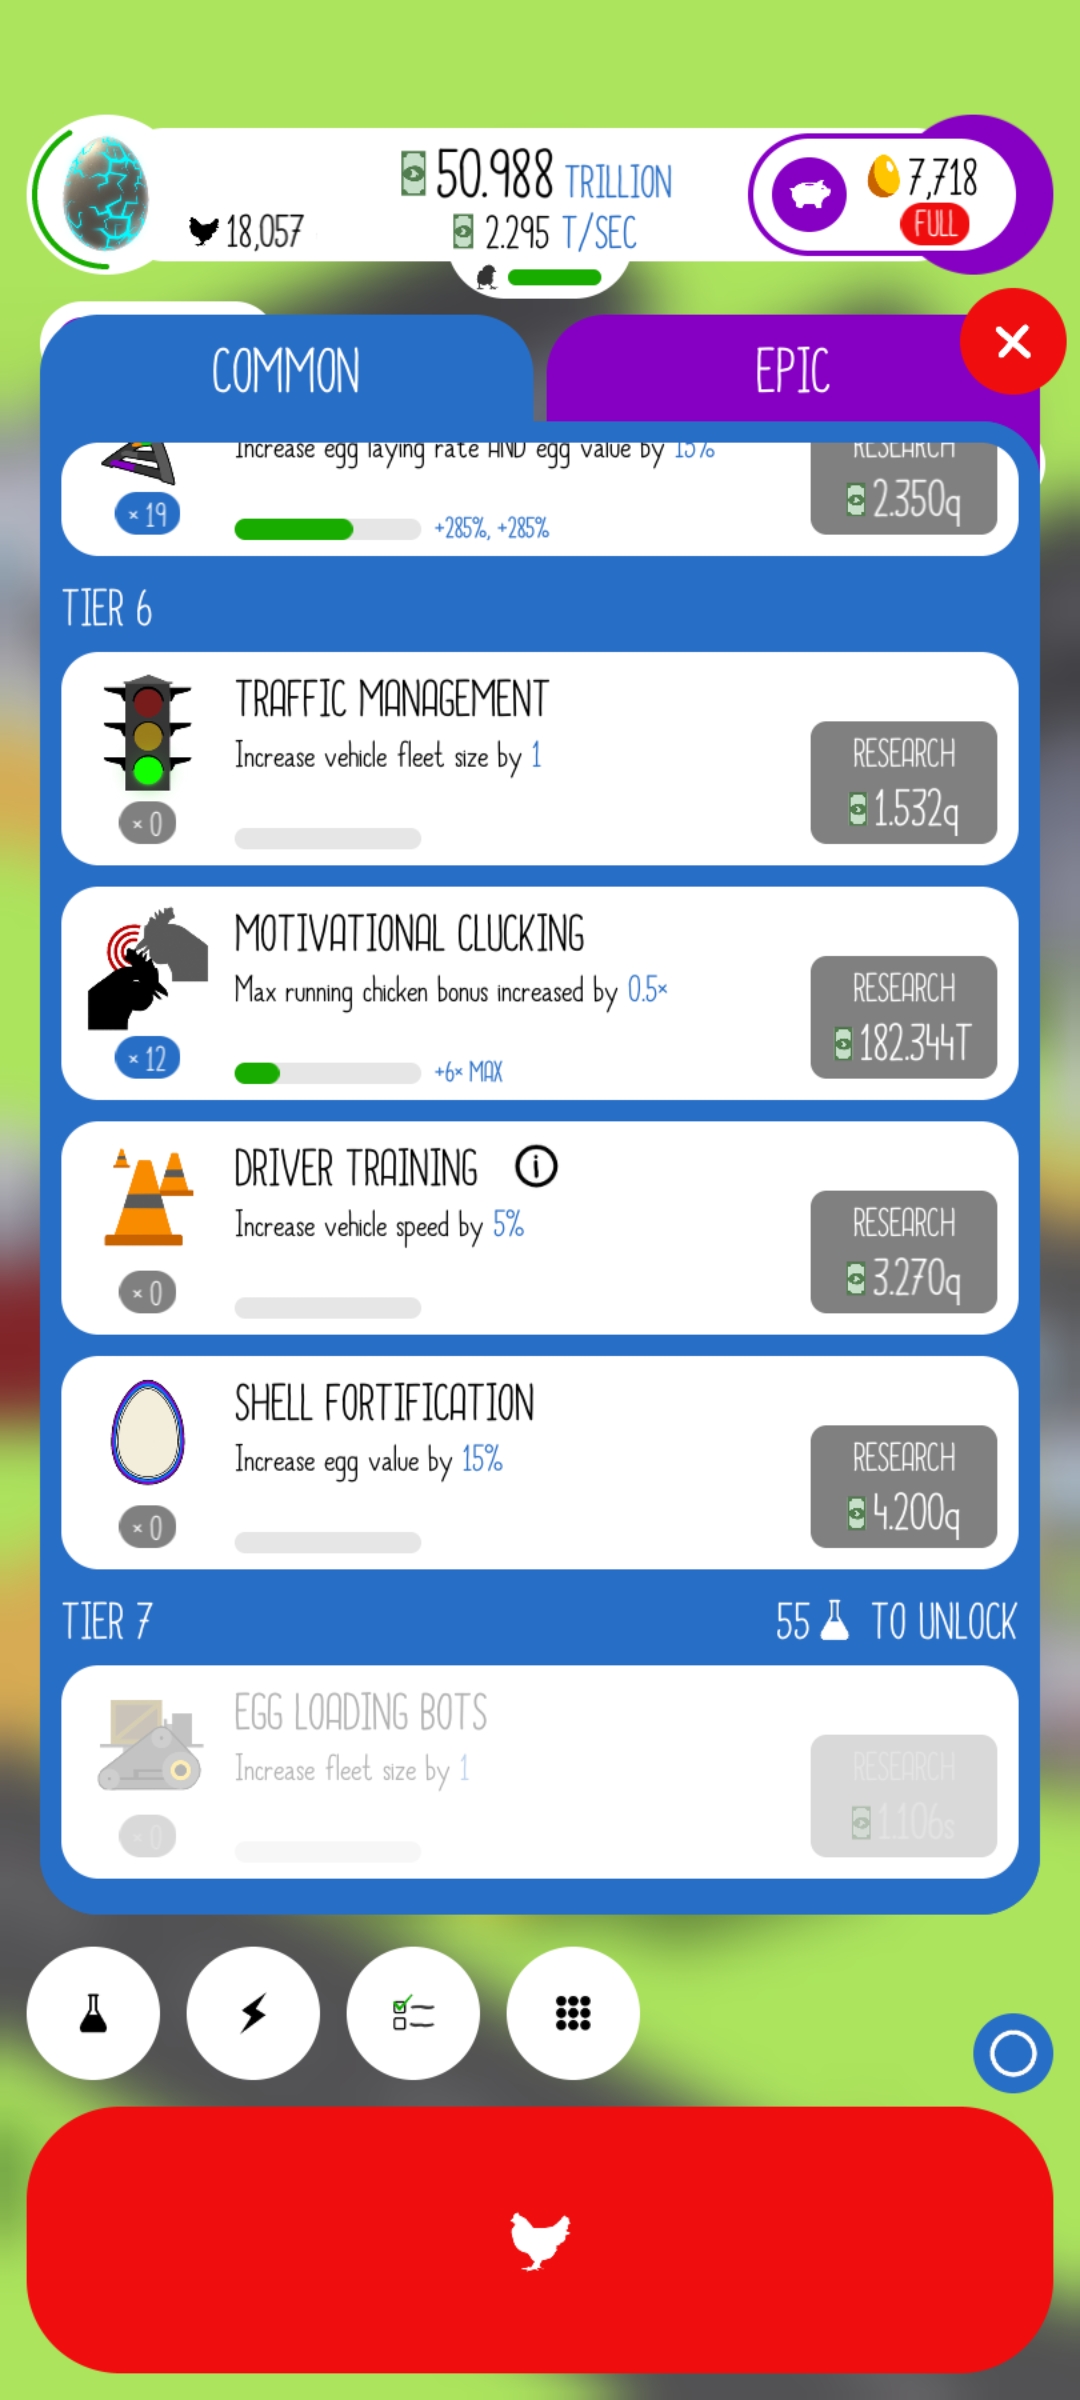 50.988 TRILLION
7,718
18,057
2.295 T/SEC
FULL
COMMON
EPIC
Increase egg laying rate AND egg value by 15%
RESEARCH
2.350q
× 19
+285%, +285%
TIER 6
TRAFFIC MANAGEMENT
Increase vehicle fleet size by 1
RESEARCH
1.532q
× 0
MOTIVATIONAL CLUCKING
Max running chicken bonus increased by 0.5×
RESEARCH
182.344T
× 12
+6× MAX
DRIVER TRAINING i
Increase vehicle speed by 5%
RESEARCH
3.270q
× 0
SHELL FORTIFICATION
Increase egg value by 15%
RESEARCH
4.200q
× 0
TIER 7
55 TO UNLOCK
EGG LOADING BOTS
Increase fleet size by 1
RESEARCH
1.106s
× 0